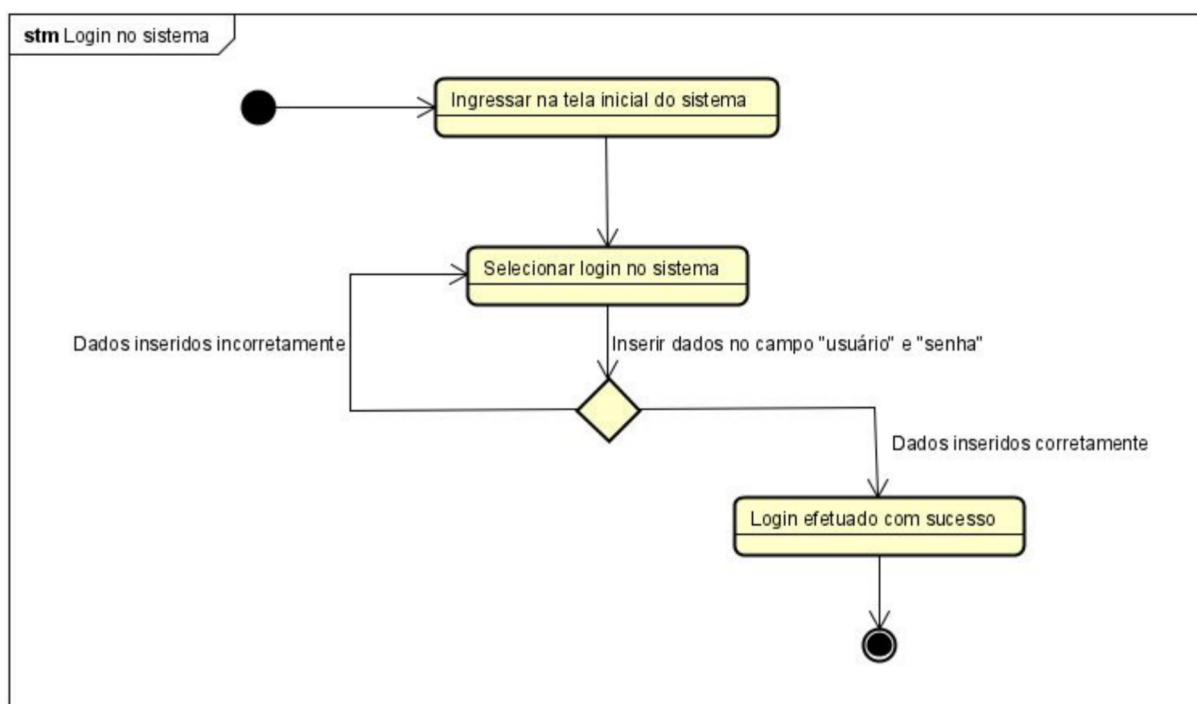 stm Login no sistema
Ingressar na tela inicial do sistema
Selecionar login no sistema
Dados inseridos incorretamente
Inserir dados no campo "usuário" e "senha"
Dados inseridos corretamente
Login efetuado com sucesso